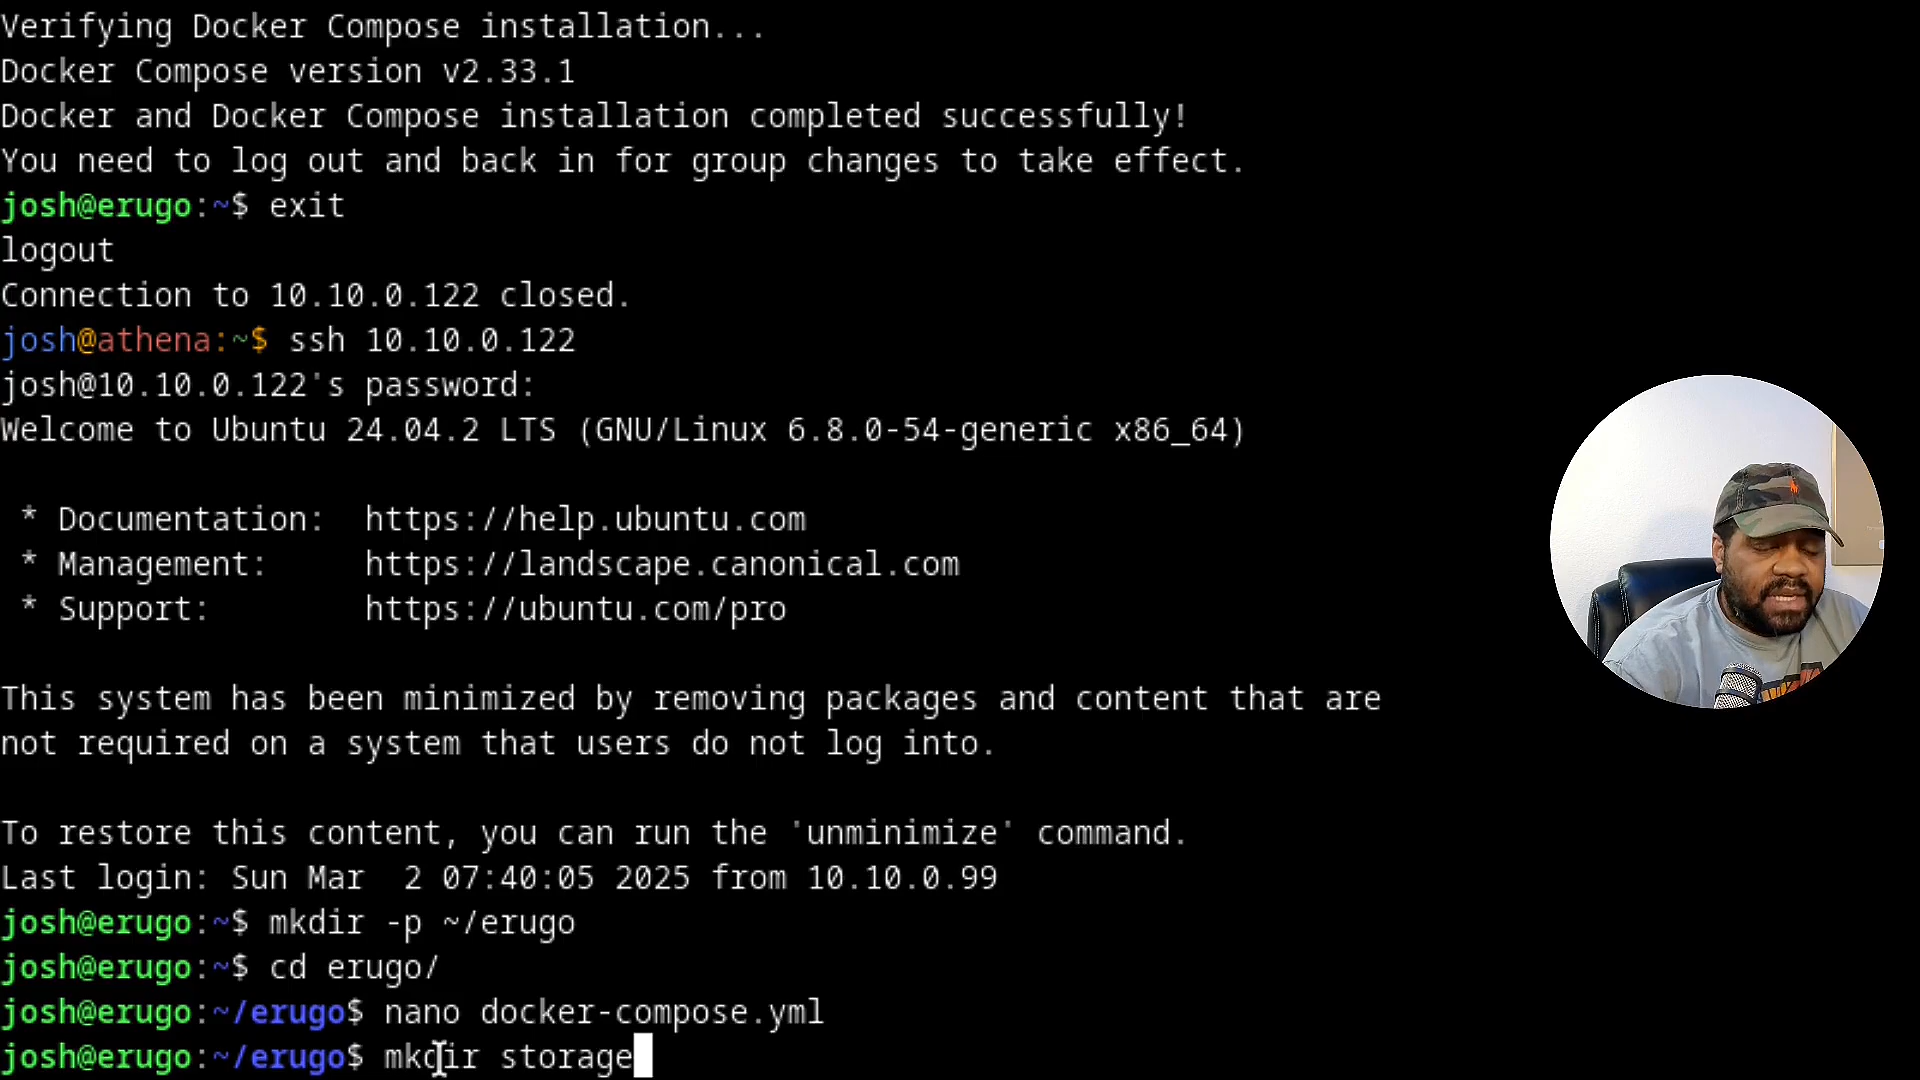 Verifying Docker Compose installation...
Docker Compose version v2.33.1
Docker and Docker Compose installation completed successfully!
You need to log out and back in for group changes to take effect.
josh@erugo:~$ exit
logout
Connection to 10.10.0.122 closed.
josh@athena:~$ ssh 10.10.0.122
josh@10.10.0.122's password:
Welcome to Ubuntu 24.04.2 LTS (GNU/Linux 6.8.0-54-generic x86_64)
* Documentation:  https://help.ubuntu.com
* Management:     https://landscape.canonical.com
* Support:        https://ubuntu.com/pro
This system has been minimized by removing packages and content that are
not required on a system that users do not log into.
To restore this content, you can run the 'unminimize' command.
Last login: Sun Mar  2 07:40:05 2025 from 10.10.0.99
josh@erugo:~$ mkdir -p ~/erugo
josh@erugo:~$ cd erugo/
josh@erugo:~/erugo$ nano docker-compose.yml
josh@erugo:~/erugo$ mkdir storage